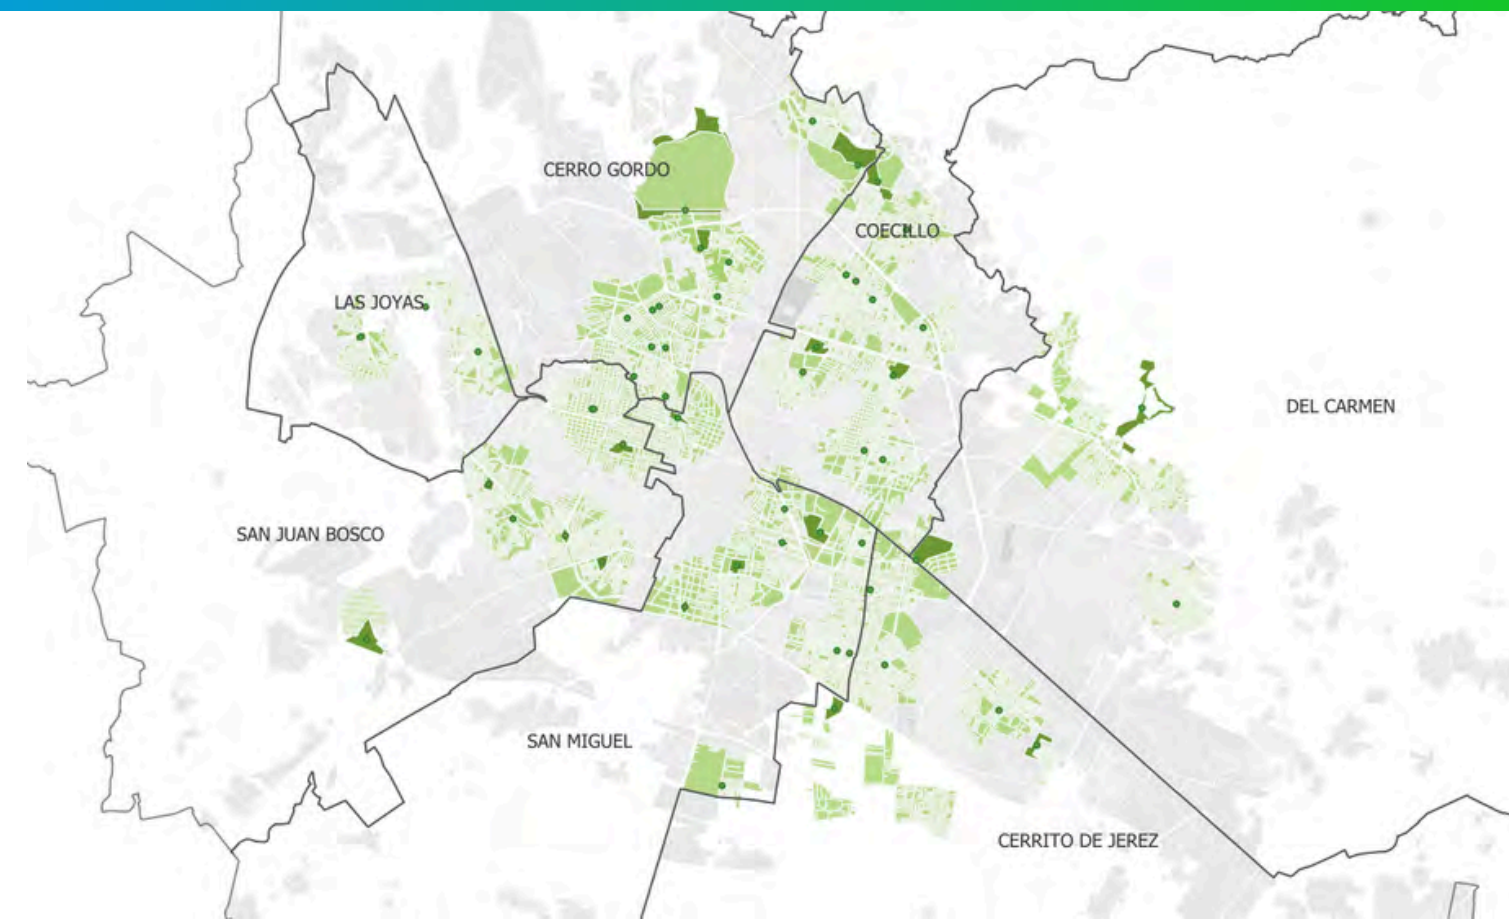 CERRO GORDO
COECILLO
LAS JOYAS
DEL CARMEN
SAN JUAN BOSCO
SAN MIGUEL
CERRITO DE JEREZ